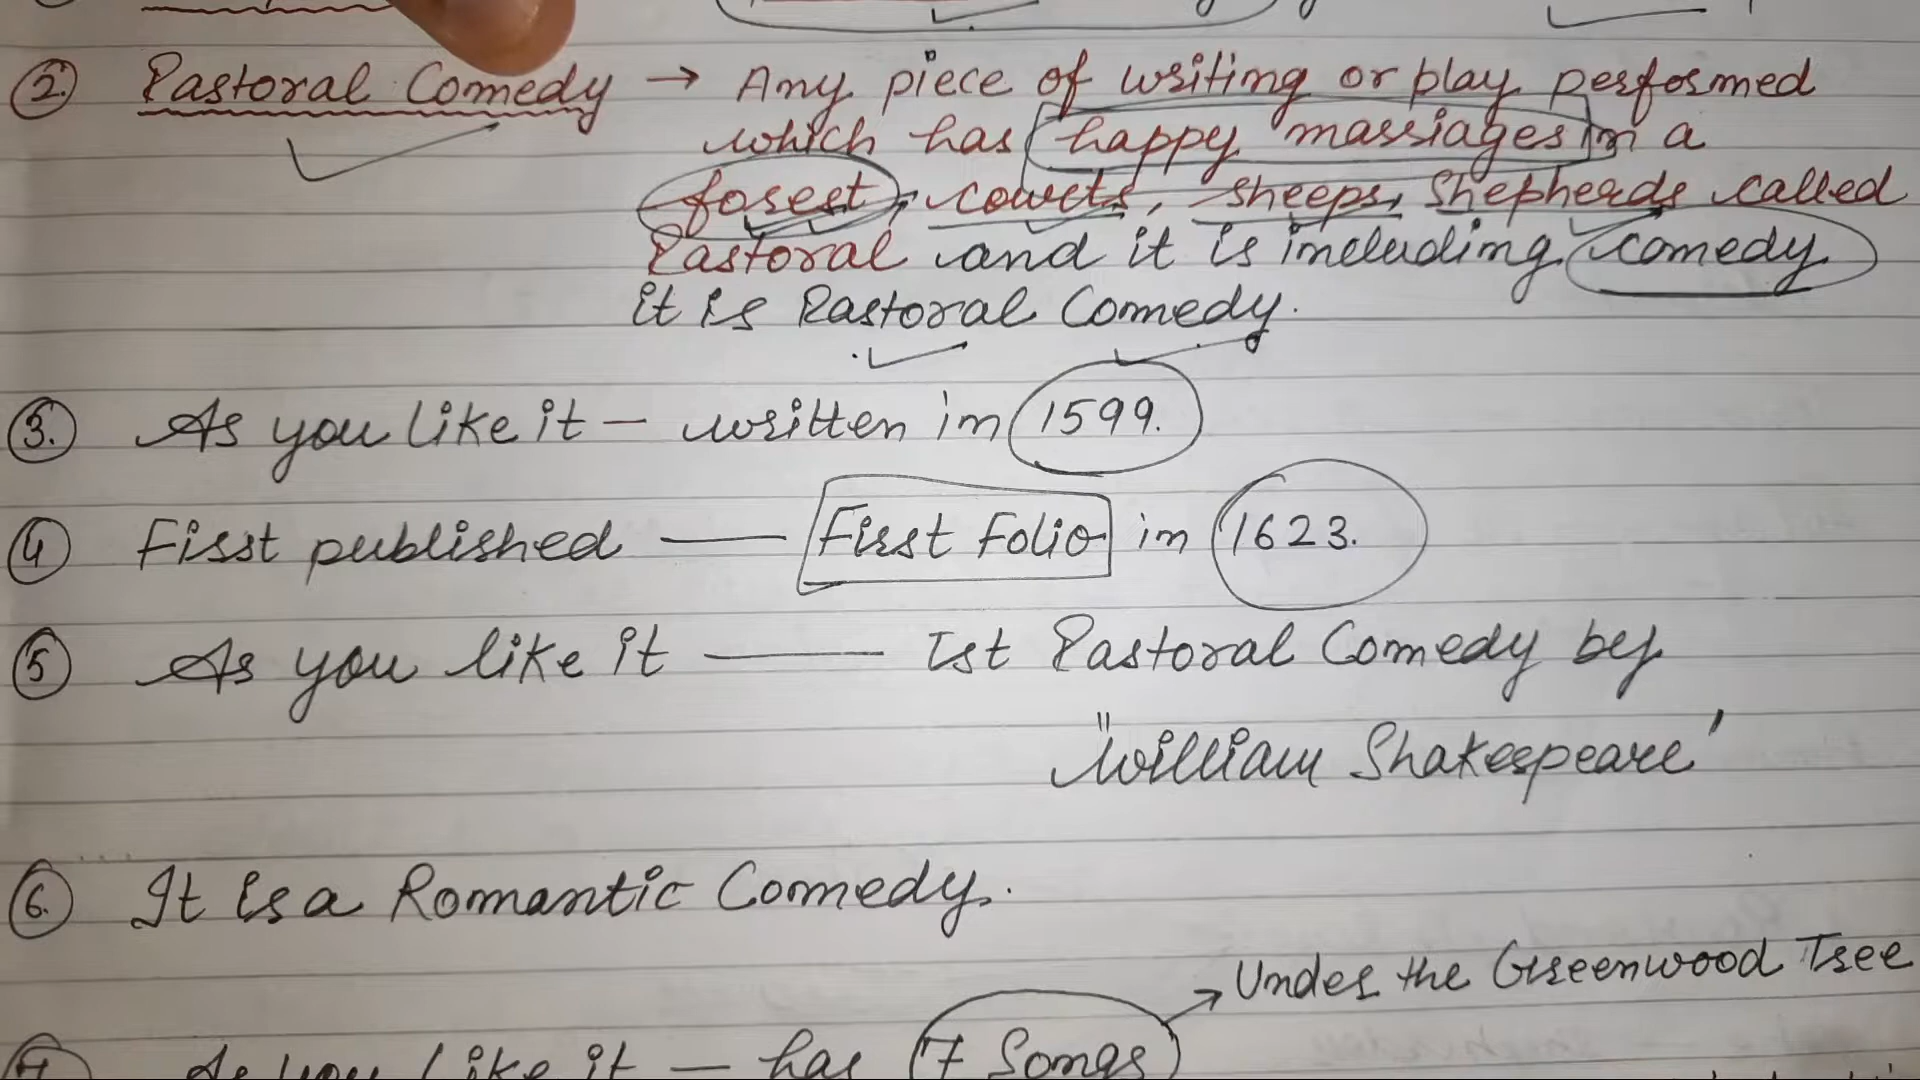 2. Pastoral Comedy → Any piece of writing or play performed
which has happy marriages in a
forest, courts, sheeps, Shepherds called
Pastoral and it is including comedy
it is Pastoral Comedy.
3. As you like it — written in 1599.
4 First published — First Folio in 1623.
5 As you like it — Ist Pastoral Comedy by
"William Shakespeare'
6. It is a Romantic Comedy.
→ Under the Greenwood Tree
7. As you like it — has 7 Songs